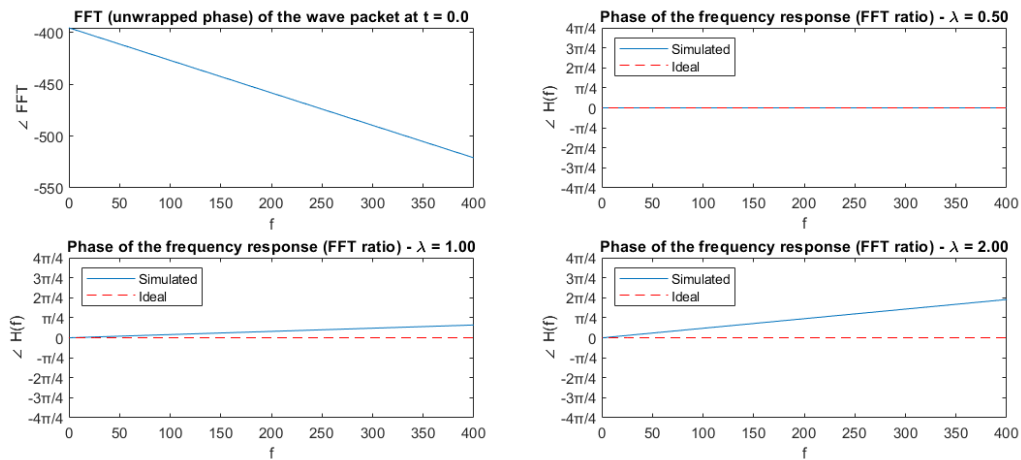 FFT (unwrapped phase) of the wave packet at t = 0.0
-400
-450
-500
-550
∠ FFT
0 50 100 150 200 250 300 350 400
f
Phase of the frequency response (FFT ratio) - λ = 0.50
4π/4
3π/4
2π/4
π/4
0
-π/4
-2π/4
-3π/4
-4π/4
∠ H(f)
Simulated
Ideal
0 50 100 150 200 250 300 350 400
f
Phase of the frequency response (FFT ratio) - λ = 1.00
4π/4
3π/4
2π/4
π/4
0
-π/4
-2π/4
-3π/4
-4π/4
∠ H(f)
Simulated
Ideal
0 50 100 150 200 250 300 350 400
f
Phase of the frequency response (FFT ratio) - λ = 2.00
4π/4
3π/4
2π/4
π/4
0
-π/4
-2π/4
-3π/4
-4π/4
∠ H(f)
Simulated
Ideal
0 50 100 150 200 250 300 350 400
f